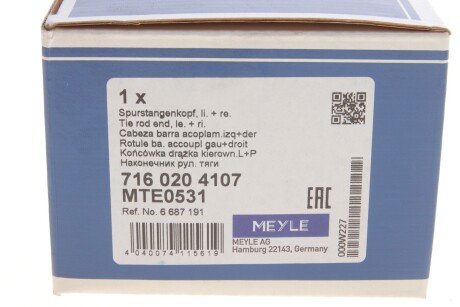 1 x
Spurstangenkopf, li. + re.
Tie rod end, le. + ri.
Cabeza barra acoplam.izq+der
Rotule ba. accoupl gau+droit
Końcówka drążka kierown.L+P
Наконечник рул. тяги
716 020 4107
MTE0531
Ref. No. 6 687 191
EAC
MEYLE
MEYLE AG
Hamburg 22143, Germany
4 040074 115619
000W227